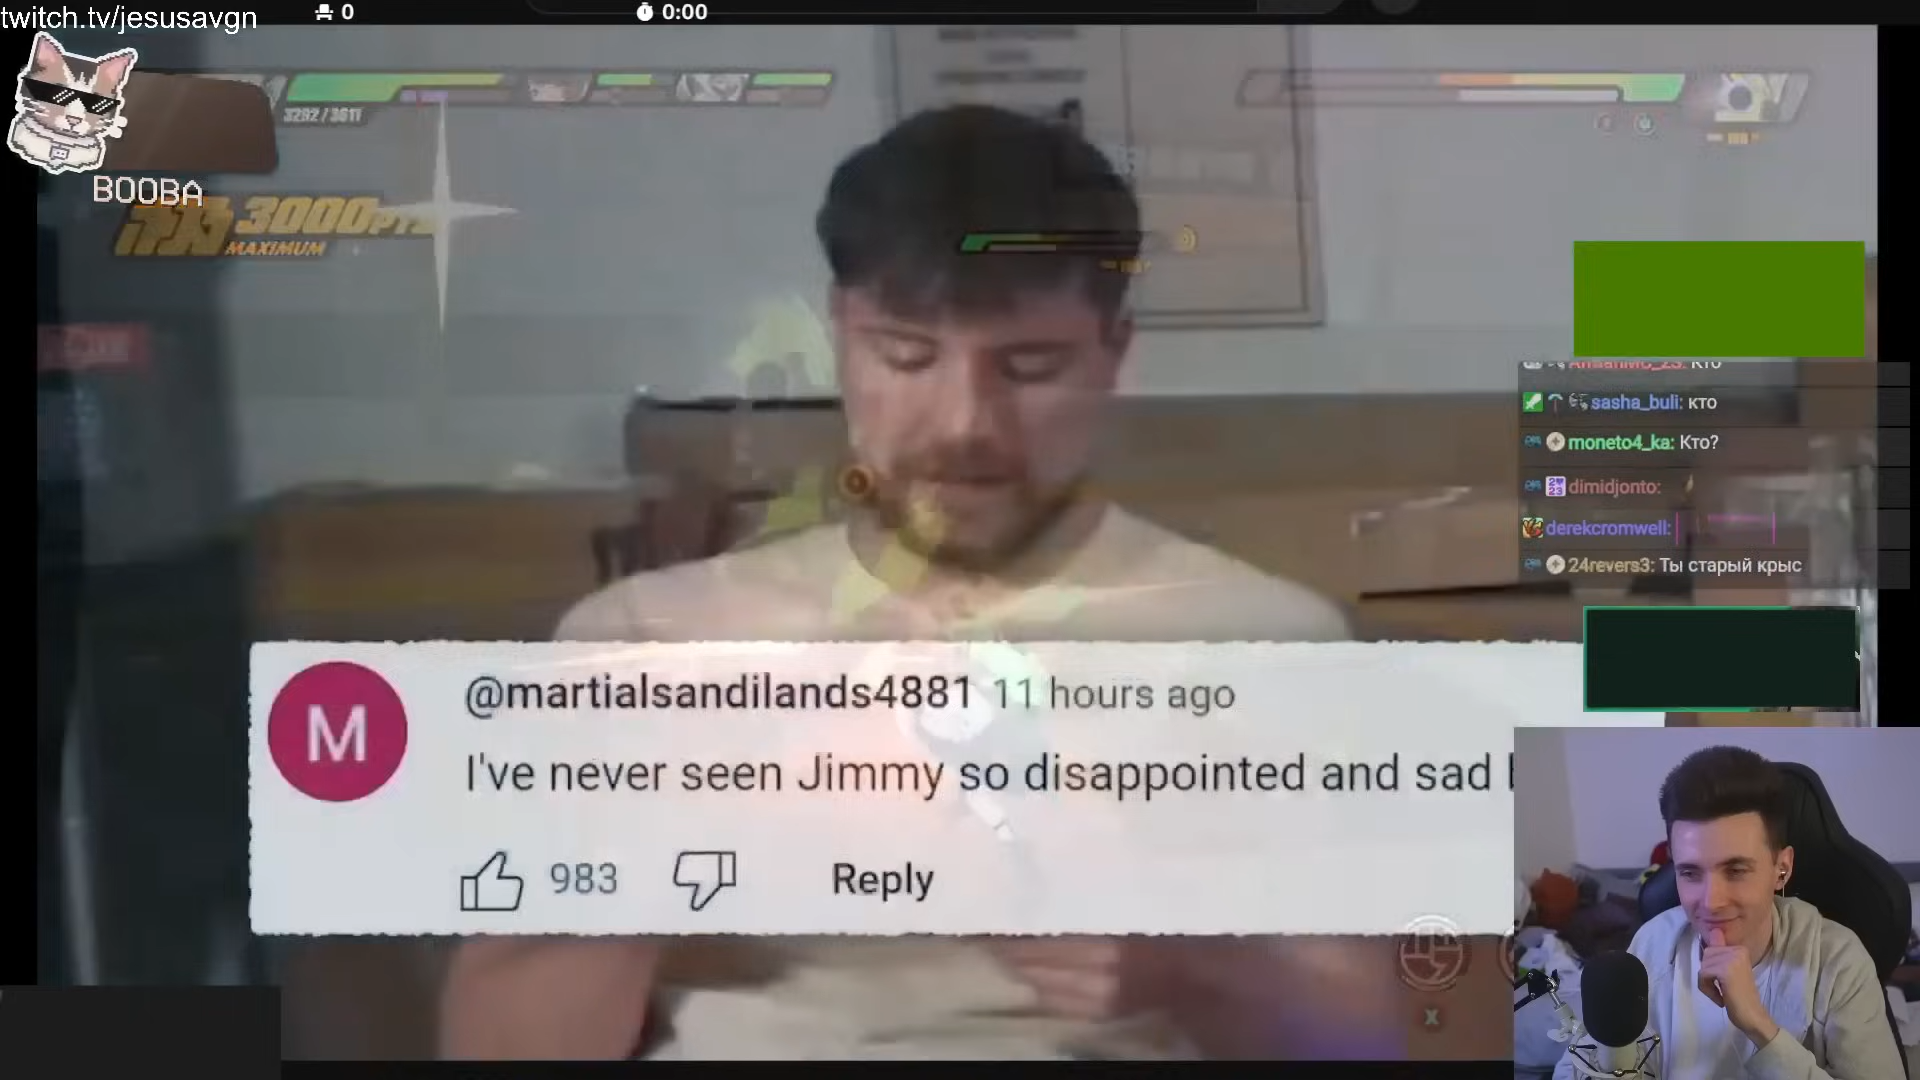 twitch.tv/jesusavgn
0
0:00
3292/3611
BOOBA
3000PTS
MAXIMUM
sasha_buli: кто
moneto4_ka: Кто?
dimidjonto:
derekcromwell:
24revers3: Ты старый крыс
M
@martialsandilands4881 11 hours ago
I've never seen Jimmy so disappointed and sad
983
Reply
X